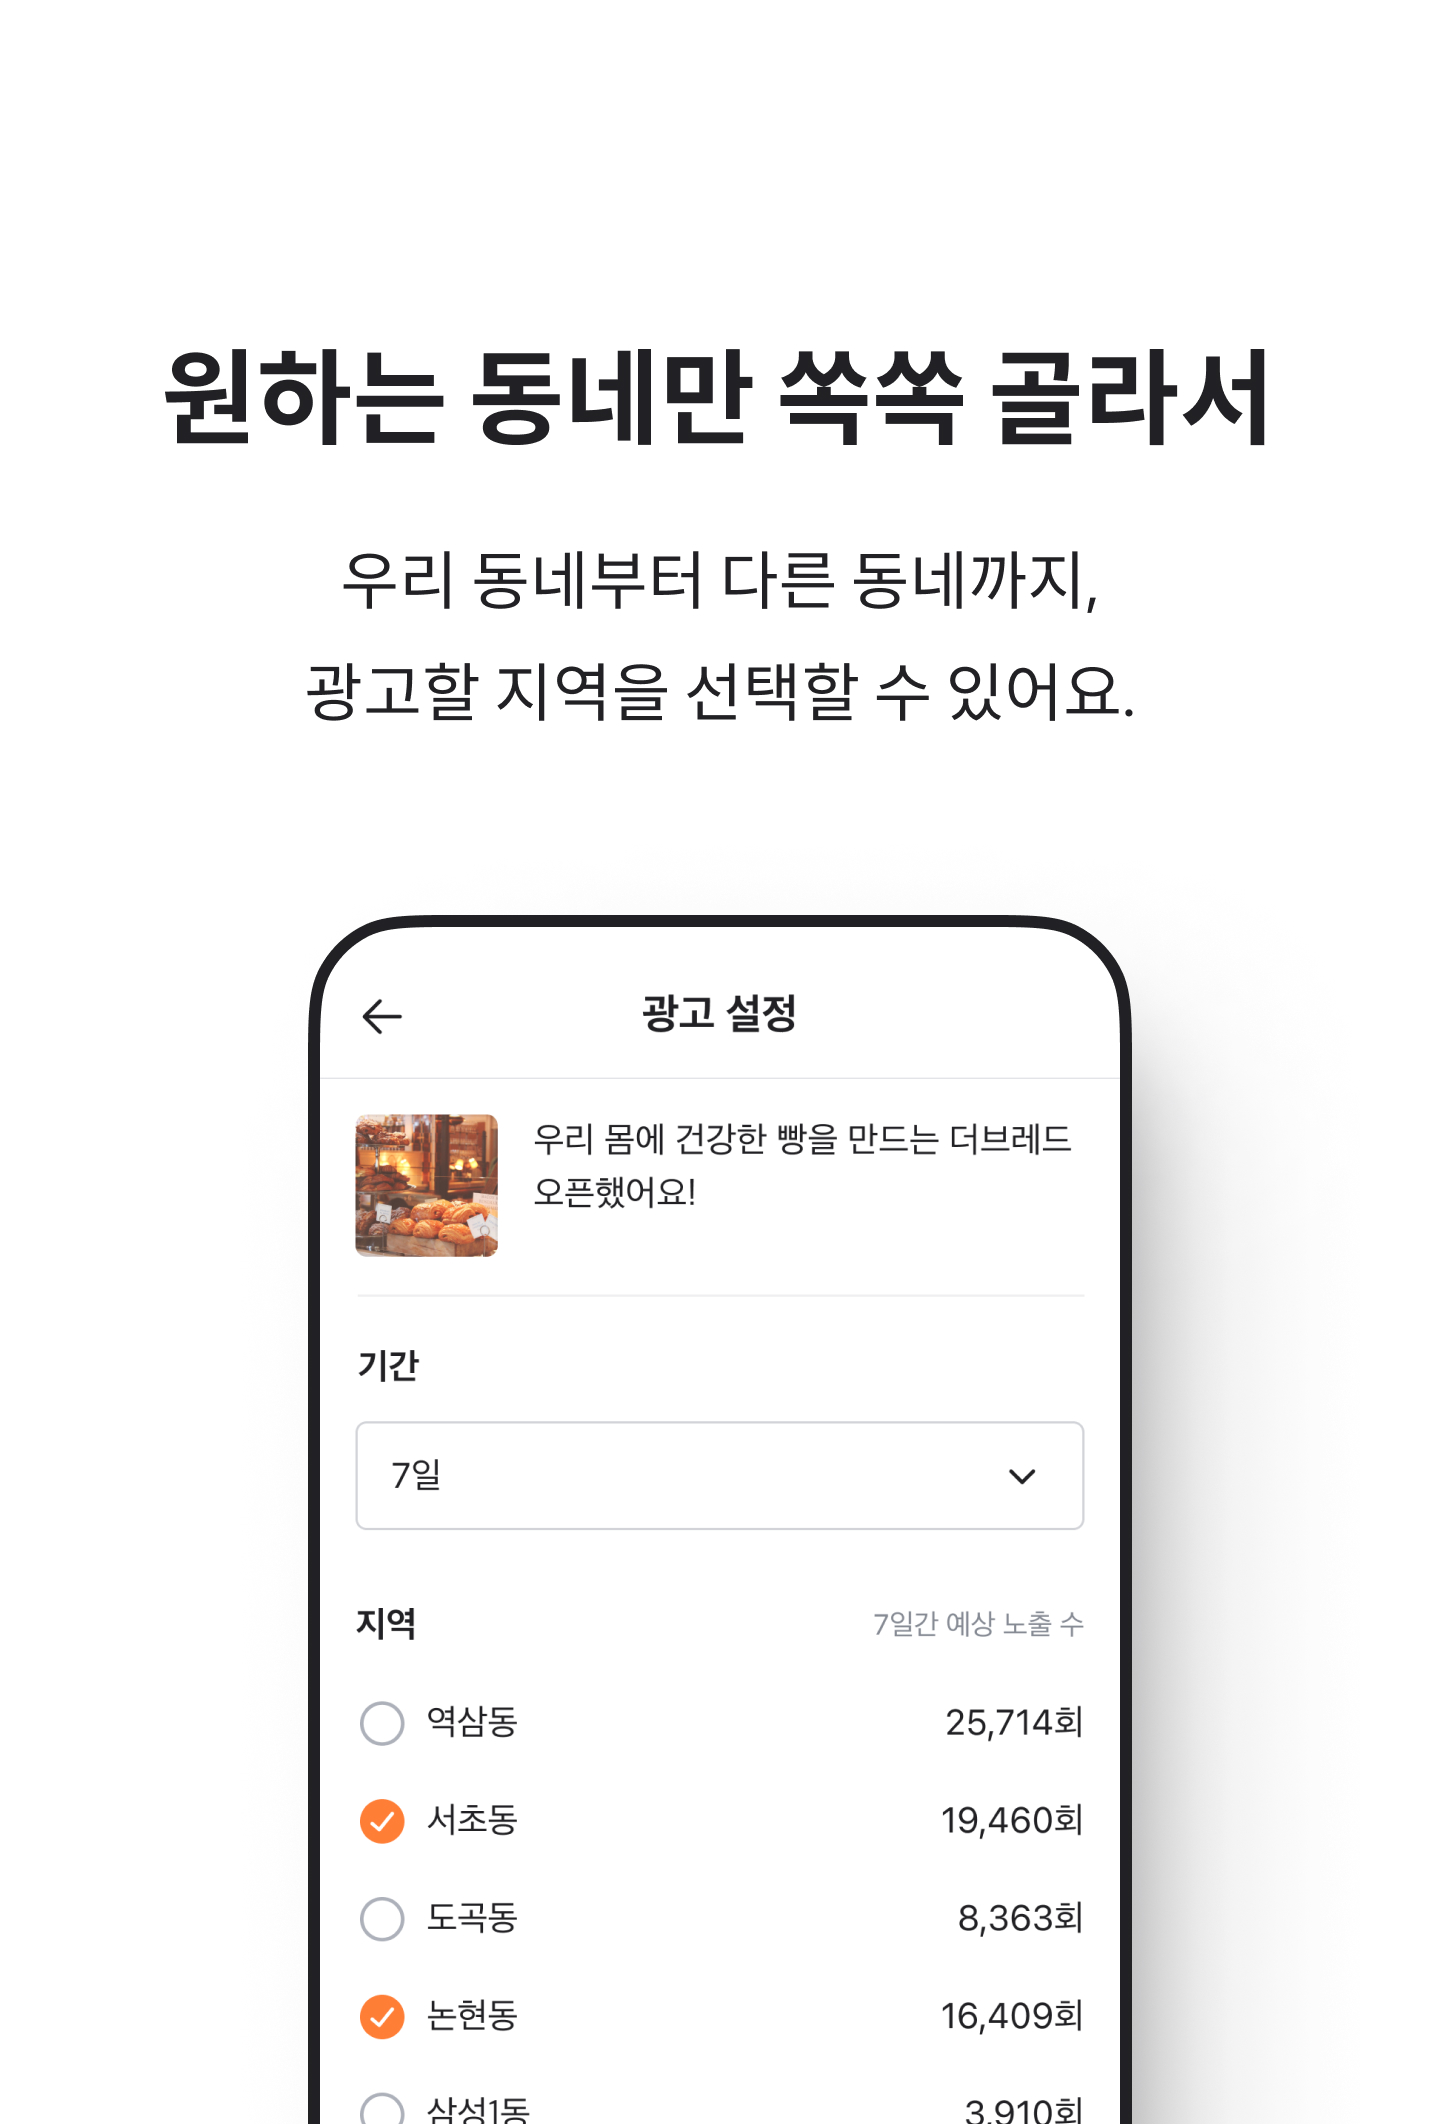 원하는 동네만 쏙쏙 골라서
우리 동네부터 다른 동네까지,
광고할 지역을 선택할 수 있어요.
광고 설정
우리 몸에 건강한 빵을 만드는 더브레드
오픈했어요!
기간
7일
지역 7일간 예상 노출 수
역삼동 25,714회
서초동 19,460회
도곡동 8,363회
논현동 16,409회
삼성1동 3,910회